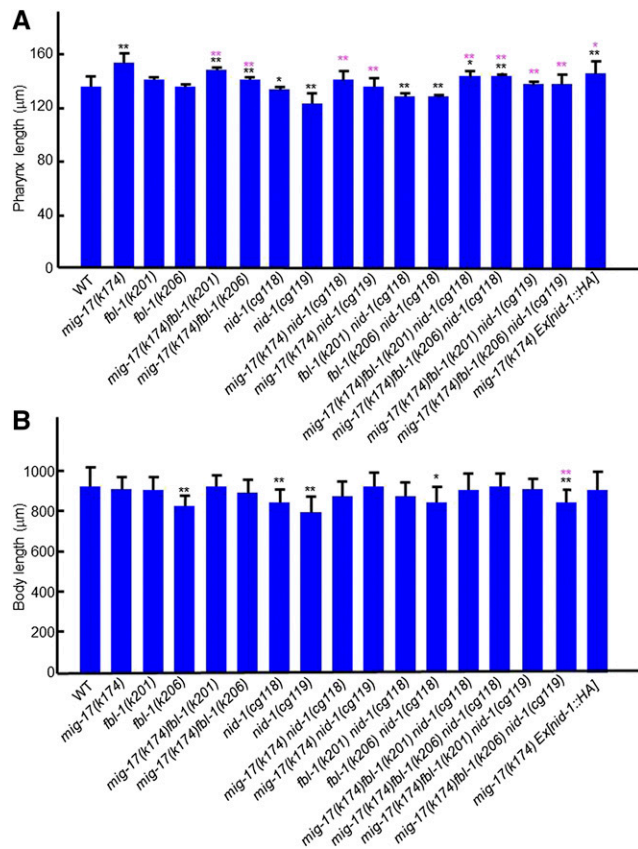 A
Pharynx length (μm)
160
120
80
40
0
** ** ** ** ** * ** ** ** ** ** ** * ** ** ** ** ** * **
WT
mig-17(k174)
fbl-1(k201)
fbl-1(k206)
mig-17(k174)fbl-1(k201)
mig-17(k174)fbl-1(k206)
nid-1(cg118)
nid-1(cg119)
mig-17(k174) nid-1(cg118)
mig-17(k174) nid-1(cg119)
fbl-1(k201) nid-1(cg118)
fbl-1(k206) nid-1(cg118)
mig-17(k174)fbl-1(k201) nid-1(cg118)
mig-17(k174)fbl-1(k206) nid-1(cg118)
mig-17(k174)fbl-1(k201) nid-1(cg119)
mig-17(k174)fbl-1(k206) nid-1(cg119)
mig-17(k174) Ex[nid-1::HA]
B
Body length (μm)
1000
800
600
400
200
0
** ** ** * ** **
WT
mig-17(k174)
fbl-1(k201)
fbl-1(k206)
mig-17(k174)fbl-1(k201)
mig-17(k174)fbl-1(k206)
nid-1(cg118)
nid-1(cg119)
mig-17(k174) nid-1(cg118)
mig-17(k174) nid-1(cg119)
fbl-1(k201) nid-1(cg118)
fbl-1(k206) nid-1(cg118)
mig-17(k174)fbl-1(k201) nid-1(cg118)
mig-17(k174)fbl-1(k206) nid-1(cg118)
mig-17(k174)fbl-1(k201) nid-1(cg119)
mig-17(k174)fbl-1(k206) nid-1(cg119)
mig-17(k174) Ex[nid-1::HA]